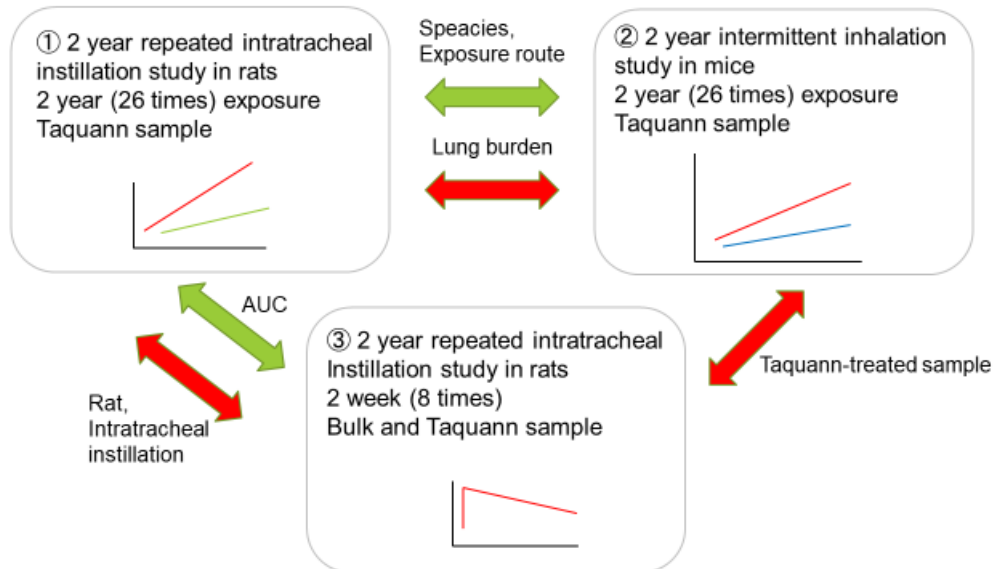 ① 2 year repeated intratracheal
instillation study in rats
2 year (26 times) exposure
Taquann sample
Speacies,
Exposure route
Lung burden
② 2 year intermittent inhalation
study in mice
2 year (26 times) exposure
Taquann sample
AUC
Rat,
Intratracheal
instillation
③ 2 year repeated intratracheal
Instillation study in rats
2 week (8 times)
Bulk and Taquann sample
Taquann-treated sample